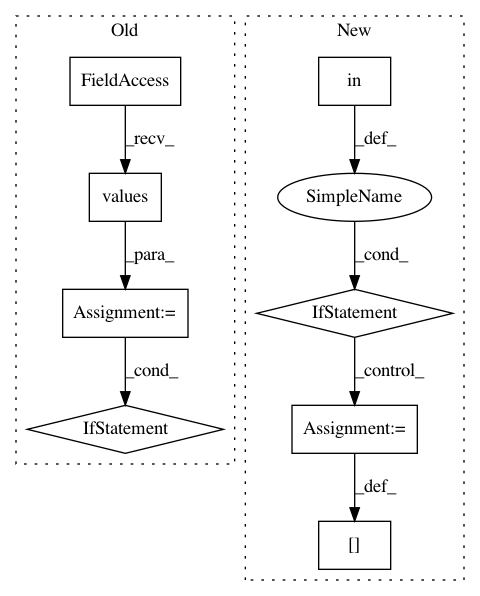 Old
FieldAccess
_recv_
values
_para_
Assignment:=
_cond_
IfStatement
New
in
_def_
SimpleName
_cond_
IfStatement
_control_
Assignment:=
_def_
[]